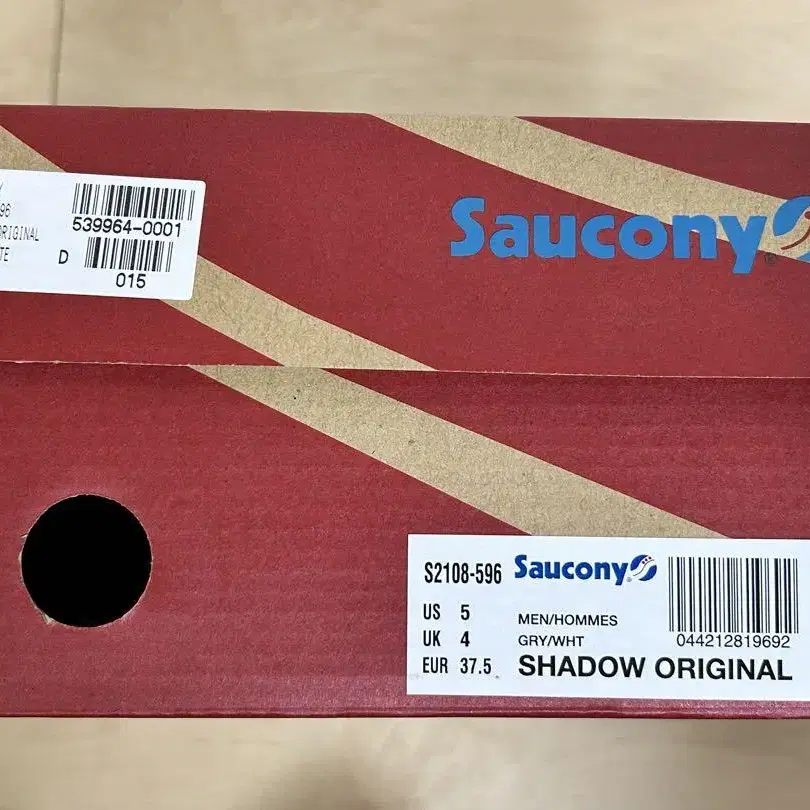 96
ORIGINAL
TE
539964-0001
D
015
Saucony
®
S2108-596 Saucony®
US 5
UK 4
EUR 37.5
MEN/HOMMES
GRY/WHT
SHADOW ORIGINAL
044212819692